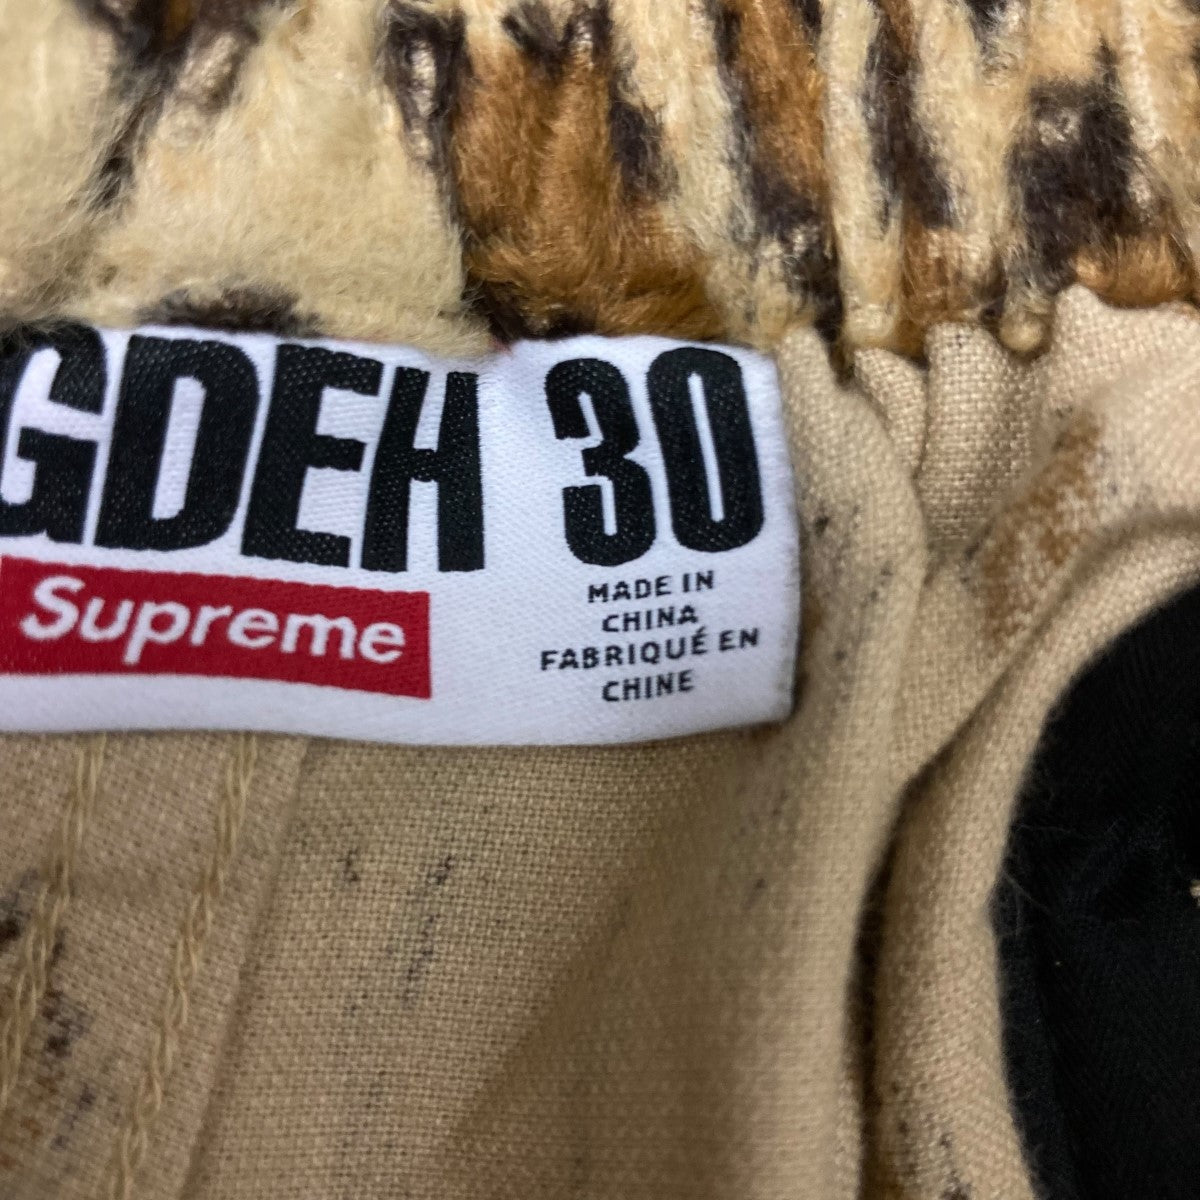 GDEH 30
Supreme
MADE IN
CHINA
FABRIQUÉ EN
CHINE